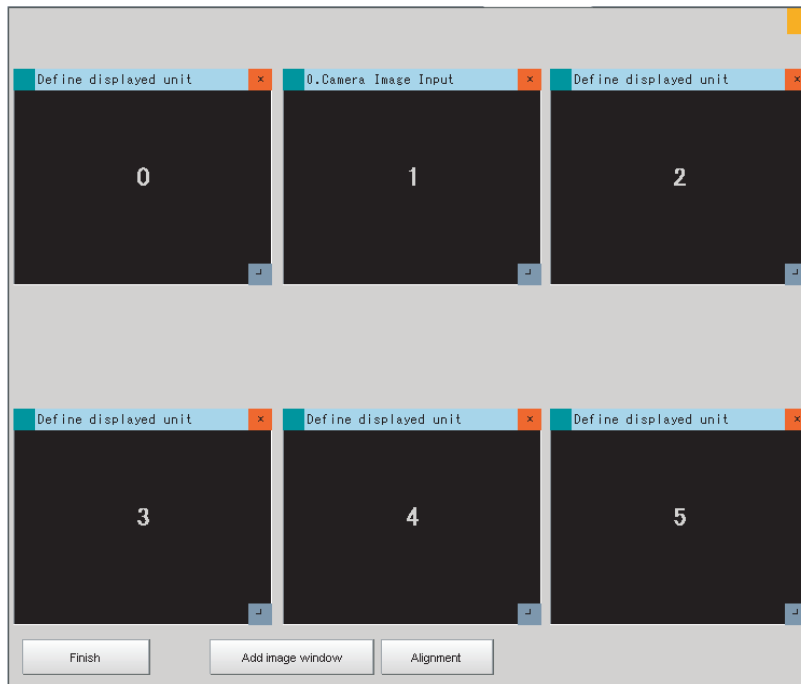 Define displayed unit ×
0.Camera Image Input ×
Define displayed unit ×
0
1
2
Define displayed unit ×
Define displayed unit ×
Define displayed unit ×
3
4
5
Finish
Add image window
Alignment